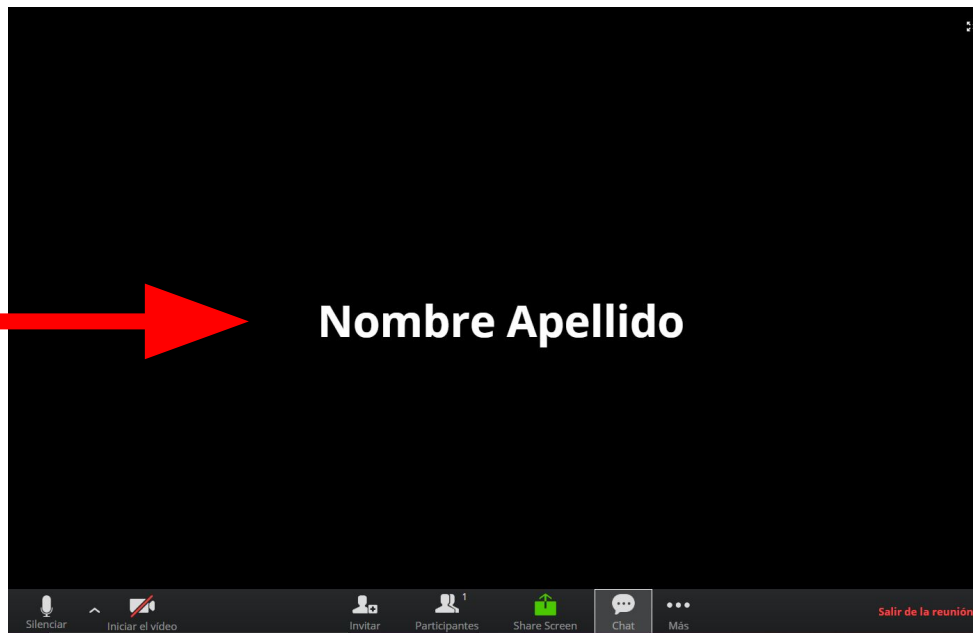 Nombre Apellido
1
Silenciar Iniciar el vídeo Invitar Participantes Share Screen Chat Más Salir de la reunión